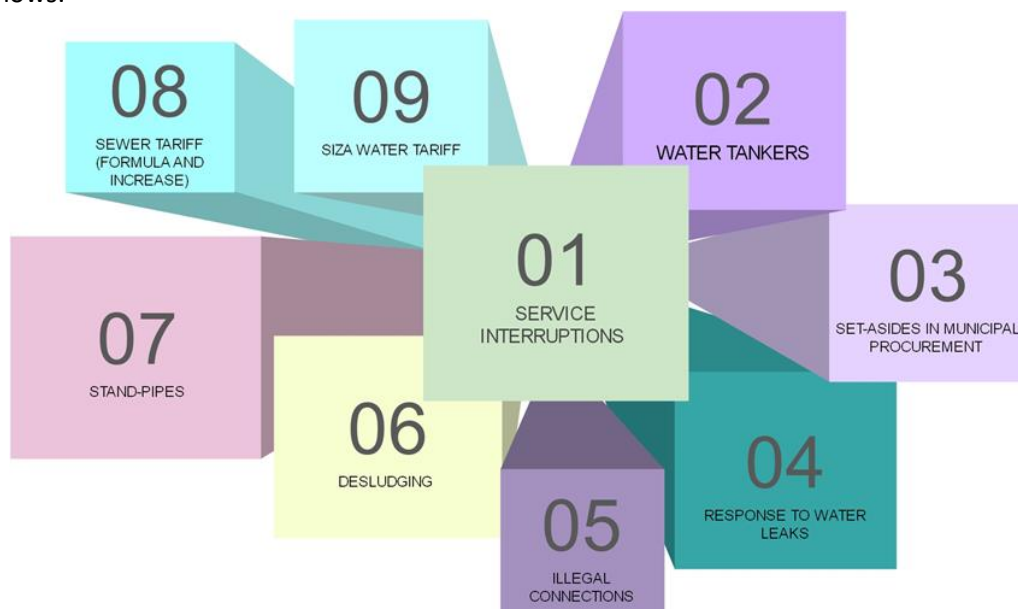 08
SEWER TARIFF
(FORMULA AND
INCREASE)
09
SIZA WATER TARIFF
02
WATER TANKERS
01
SERVICE
INTERRUPTIONS
03
SET-ASIDES IN MUNICIPAL
PROCUREMENT
07
STAND-PIPES
06
DESLUDGING
04
RESPONSE TO WATER
LEAKS
05
ILLEGAL
CONNECTIONS